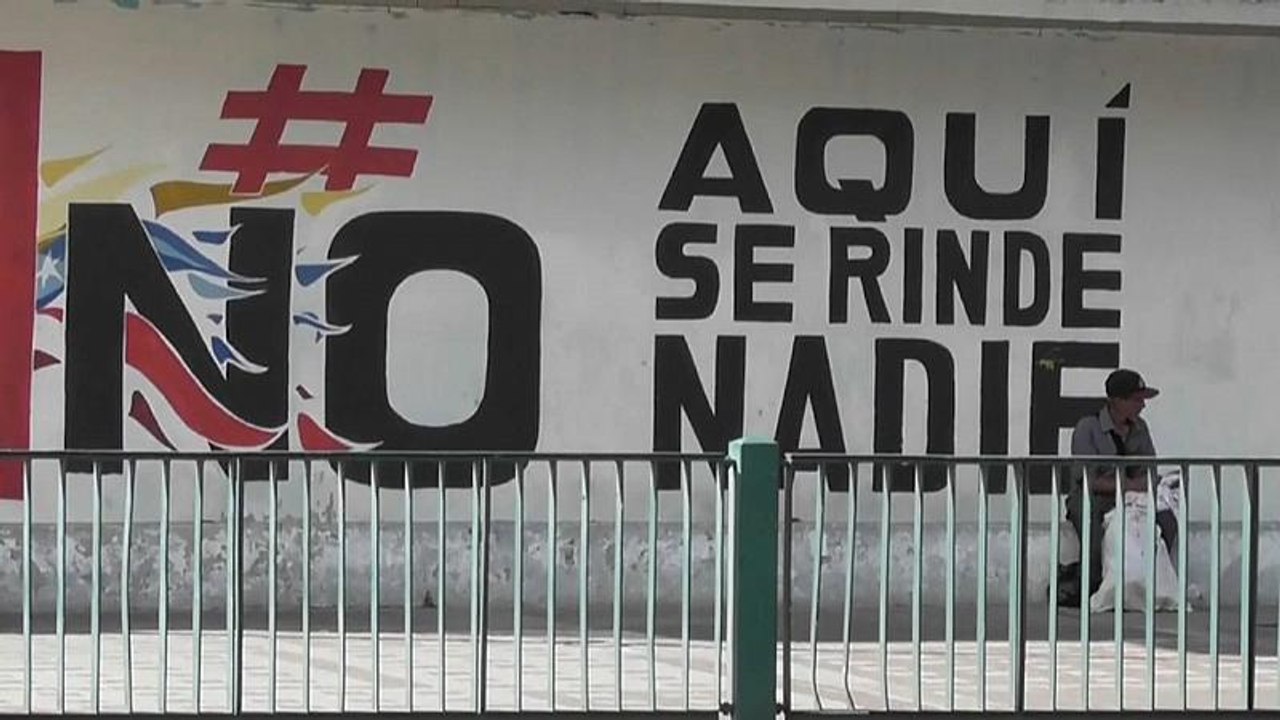 #
NO
AQUÍ
SE RINDE
NADIE